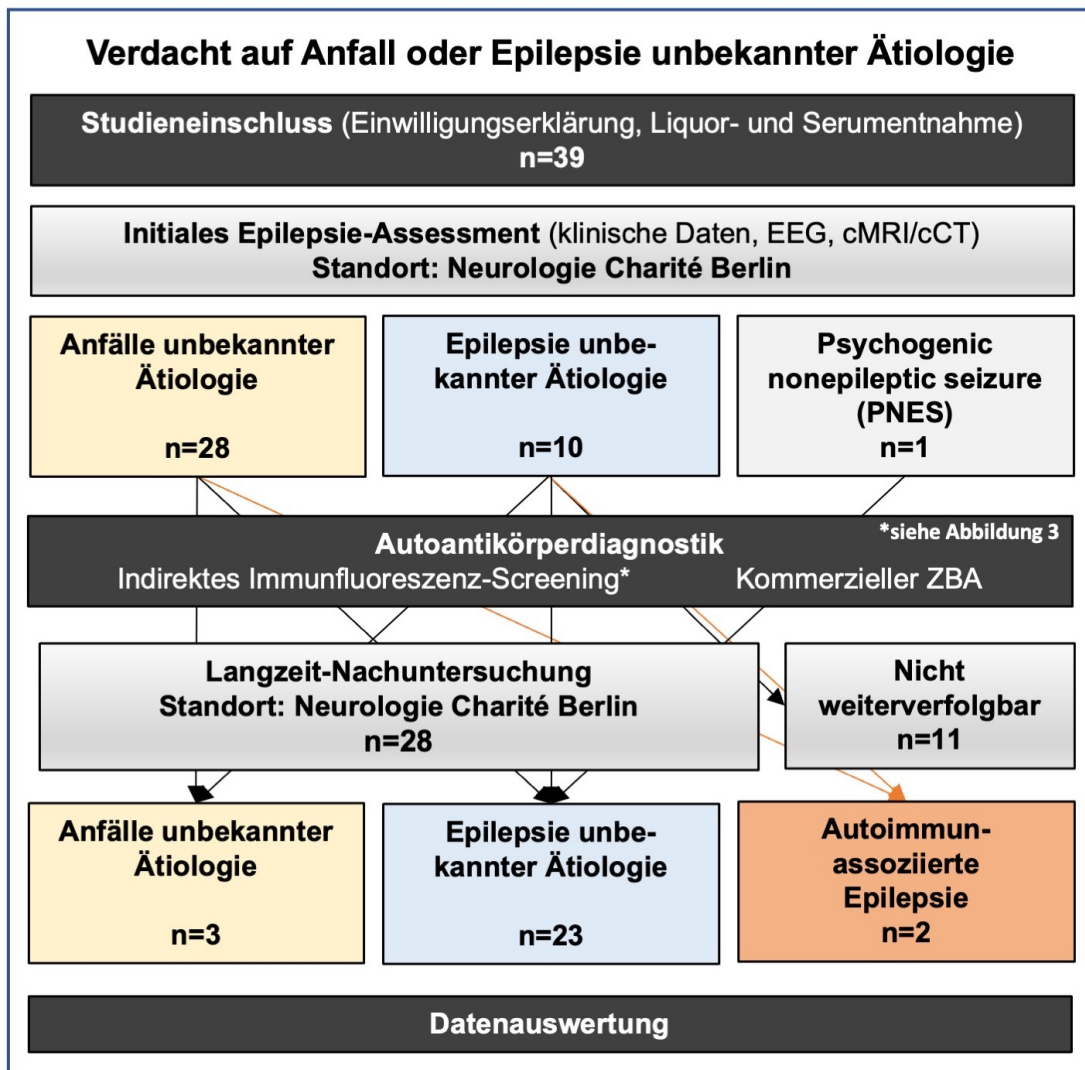 Verdacht auf Anfall oder Epilepsie unbekannter Ätiologie
Studieneinschluss (Einwilligungserklärung, Liquor- und Serumentnahme)
n=39
Initiales Epilepsie-Assessment (klinische Daten, EEG, cMRI/cCT)
Standort: Neurologie Charité Berlin
Anfälle unbekannter
Ätiologie
n=28
Epilepsie unbe-
kannter Ätiologie
n=10
Psychogenic
nonepileptic seizure
(PNES)
n=1
*siehe Abbildung 3
Autoantikörperdiagnostik
Indirektes Immunfluoreszenz-Screening* Kommerzieller ZBA
Langzeit-Nachuntersuchung
Standort: Neurologie Charité Berlin
n=28
Nicht
weiterverfolgbar
n=11
Anfälle unbekannter
Ätiologie
n=3
Epilepsie unbe-
kannter Ätiologie
n=23
Autoimmun-
assoziierte
Epilepsie
n=2
Datenauswertung